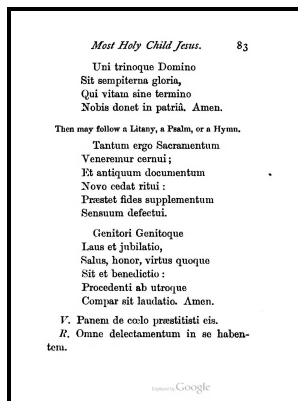 Most Holy Child Jesus. 83
Uni trinoque Domino
Sit sempiterna gloria,
Qui vitam sine termino
Nobis donet in patriâ. Amen.
Then may follow a Litany, a Psalm, or a Hymn.
Tantum ergo Sacramentum
Veneremur cernui;
Et antiquum documentum
Novo cedat ritui:
Præstet fides supplementum
Sensuum defectui.
Genitori Genitoque
Laus et jubilatio,
Salus, honor, virtus quoque
Sit et benedictio:
Procedenti ab utroque
Compar sit laudatio. Amen.
V. Panem de cœlo præstitisti eis.
R. Omne delectamentum in se haben-
tem.
Digitized by Google